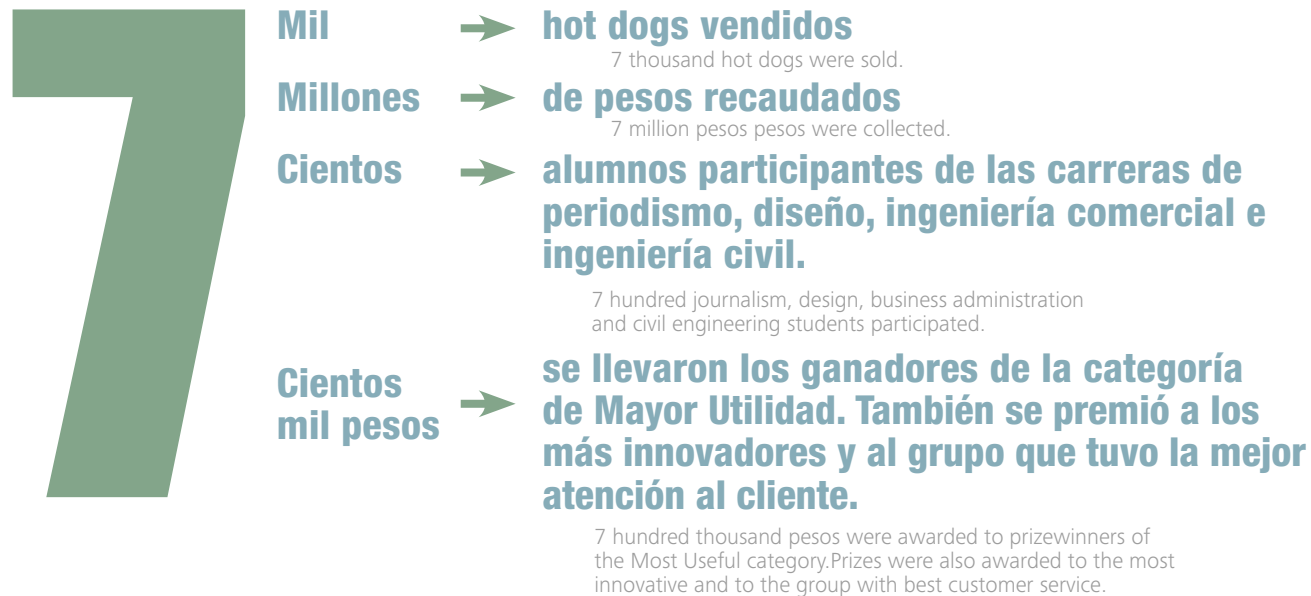 7
Mil → hot dogs vendidos
7 thousand hot dogs were sold.
Millones → de pesos recaudados
7 million pesos pesos were collected.
Cientos → alumnos participantes de las carreras de
periodismo, diseño, ingeniería comercial e
ingeniería civil.
7 hundred journalism, design, business administration
and civil engineering students participated.
Cientos
mil pesos → se llevaron los ganadores de la categoría
de Mayor Utilidad. También se premió a los
más innovadores y al grupo que tuvo la mejor
atención al cliente.
7 hundred thousand pesos were awarded to prizewinners of
the Most Useful category.Prizes were also awarded to the most
innovative and to the group with best customer service.